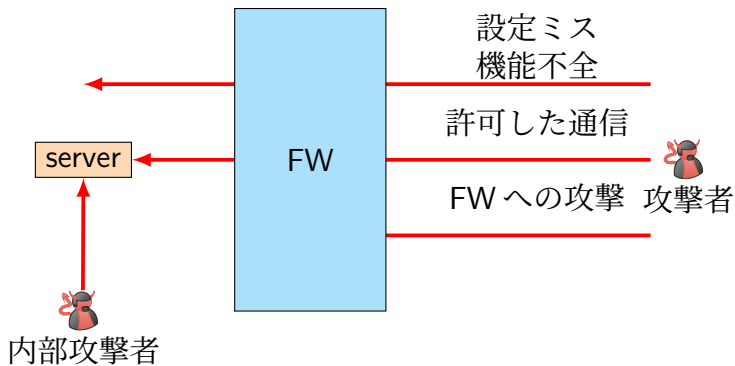 設定ミス
機能不全
許可した通信
server
FW
FWへの攻撃
攻撃者
内部攻撃者